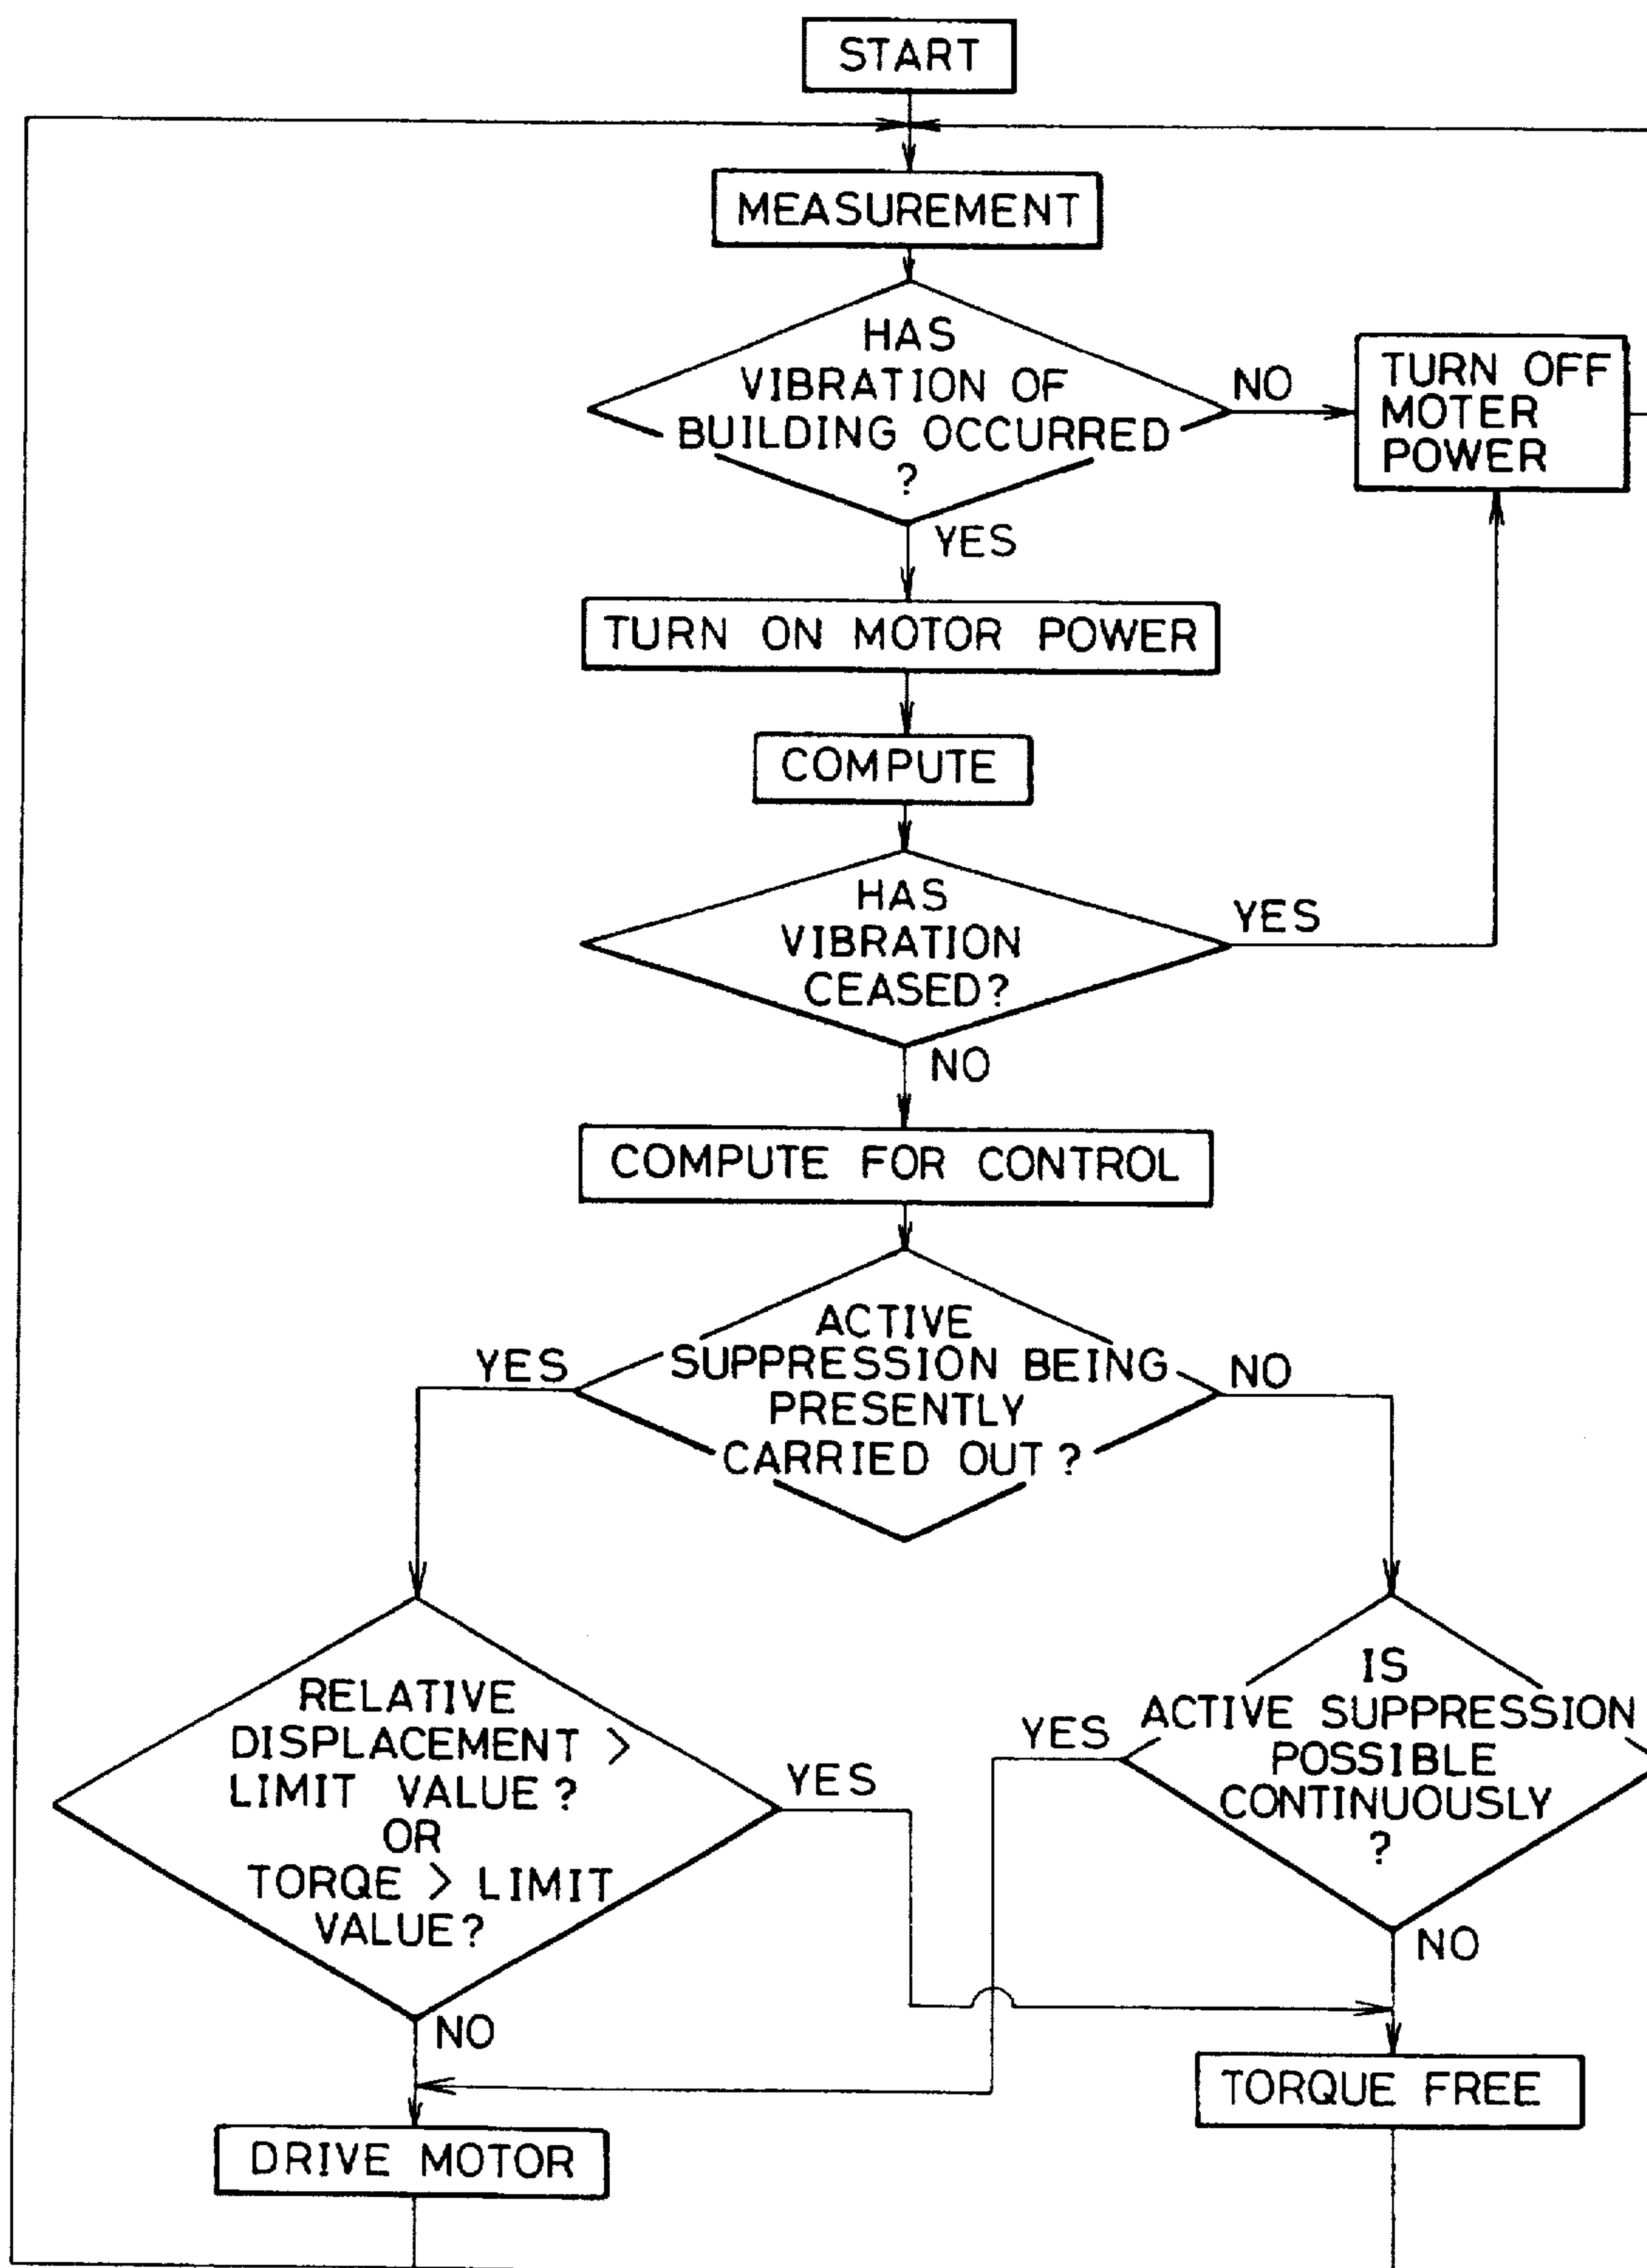 START
MEASUREMENT
HAS
VIBRATION OF
BUILDING OCCURRED
?
NO
TURN OFF
MOTER
POWER
YES
TURN ON MOTOR POWER
COMPUTE
HAS
VIBRATION
CEASED?
YES
NO
COMPUTE FOR CONTROL
ACTIVE
SUPPRESSION BEING
PRESENTLY
CARRIED OUT?
YES
NO
RELATIVE
DISPLACEMENT >
LIMIT VALUE?
OR
TORQE > LIMIT
VALUE?
YES
NO
IS
ACTIVE SUPPRESSION
POSSIBLE
CONTINUOUSLY
?
YES
NO
TORQUE FREE
DRIVE MOTOR